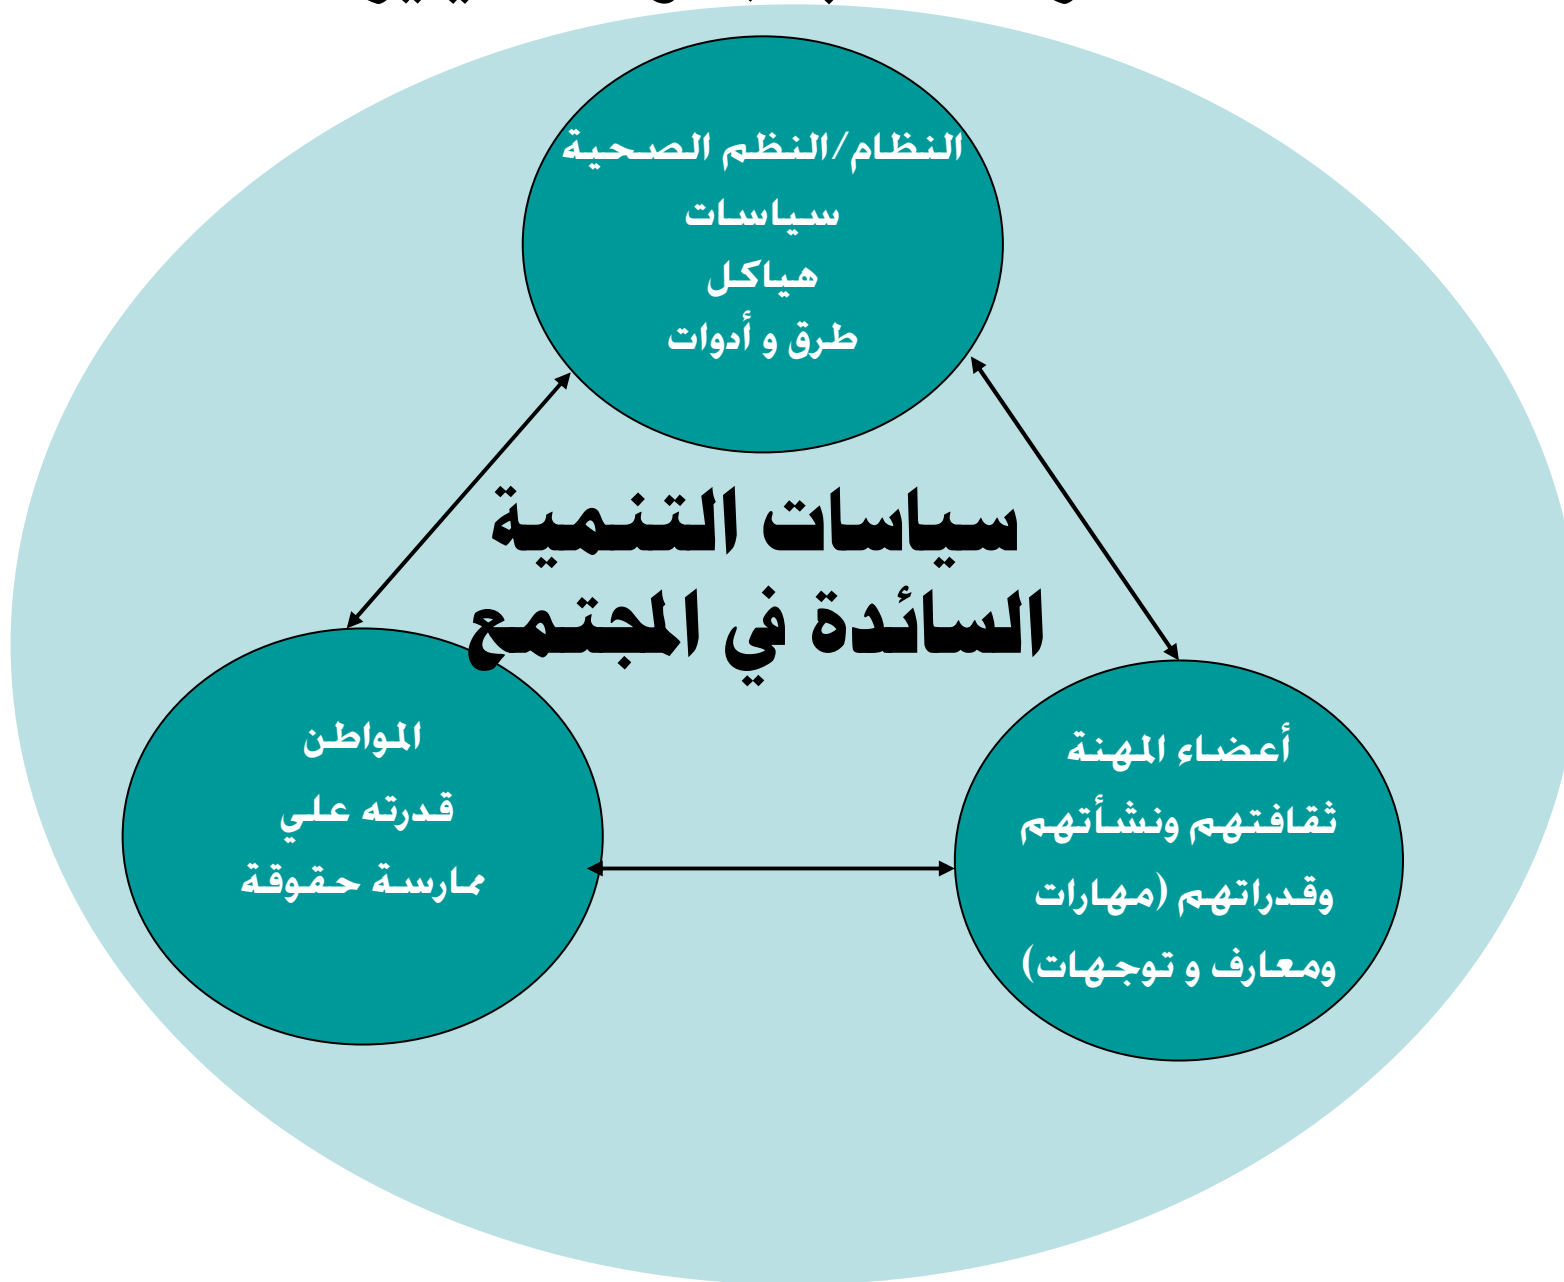 النظام/النظم الصحية
سياسات
هياكل
طرق و أدوات
سياسات التنمية
السائدة في المجتمع
المواطن
قدرته علي
ممارسة حقوقة
أعضاء المهنة
ثقافتهم ونشأتهم
وقدراتهم (مهارات
ومعارف و توجهات)